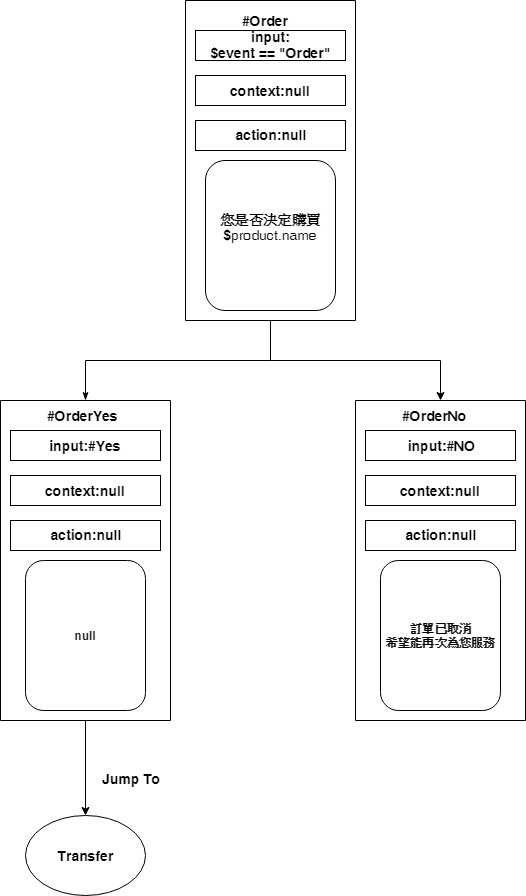 #Order
input:
$event == "Order"
context:null
action:null
您是否決定購買
$product.name
#OrderYes
input:#Yes
context:null
action:null
null
#OrderNo
input:#NO
context:null
action:null
訂單已取消
希望能再次為您服務
Jump To
Transfer